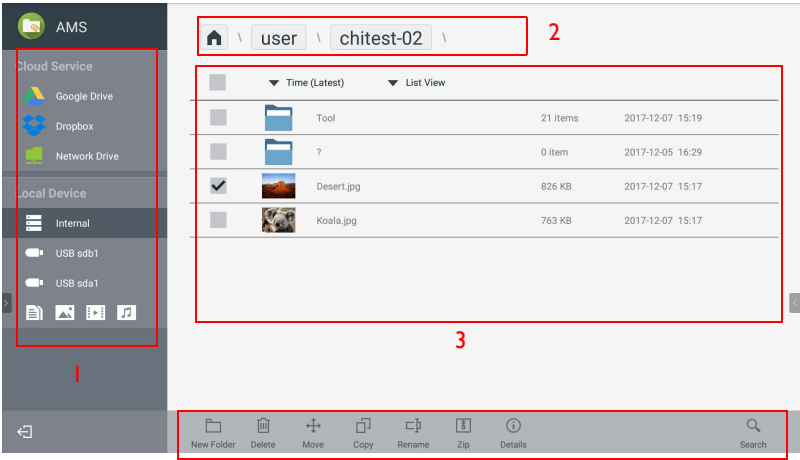 AMS
Cloud Service
Google Drive
Dropbox
Network Drive
Local Device
Internal
USB sdb1
USB sda1
1
\ user \ chitest-02 \
2
Time (Latest) List View
Tool 21 items 2017-12-07 15:19
? 0 item 2017-12-05 16:29
Desert.jpg 826 KB 2017-12-07 15:17
Koala.jpg 763 KB 2017-12-07 15:17
3
New Folder Delete Move Copy Rename Zip Details Search